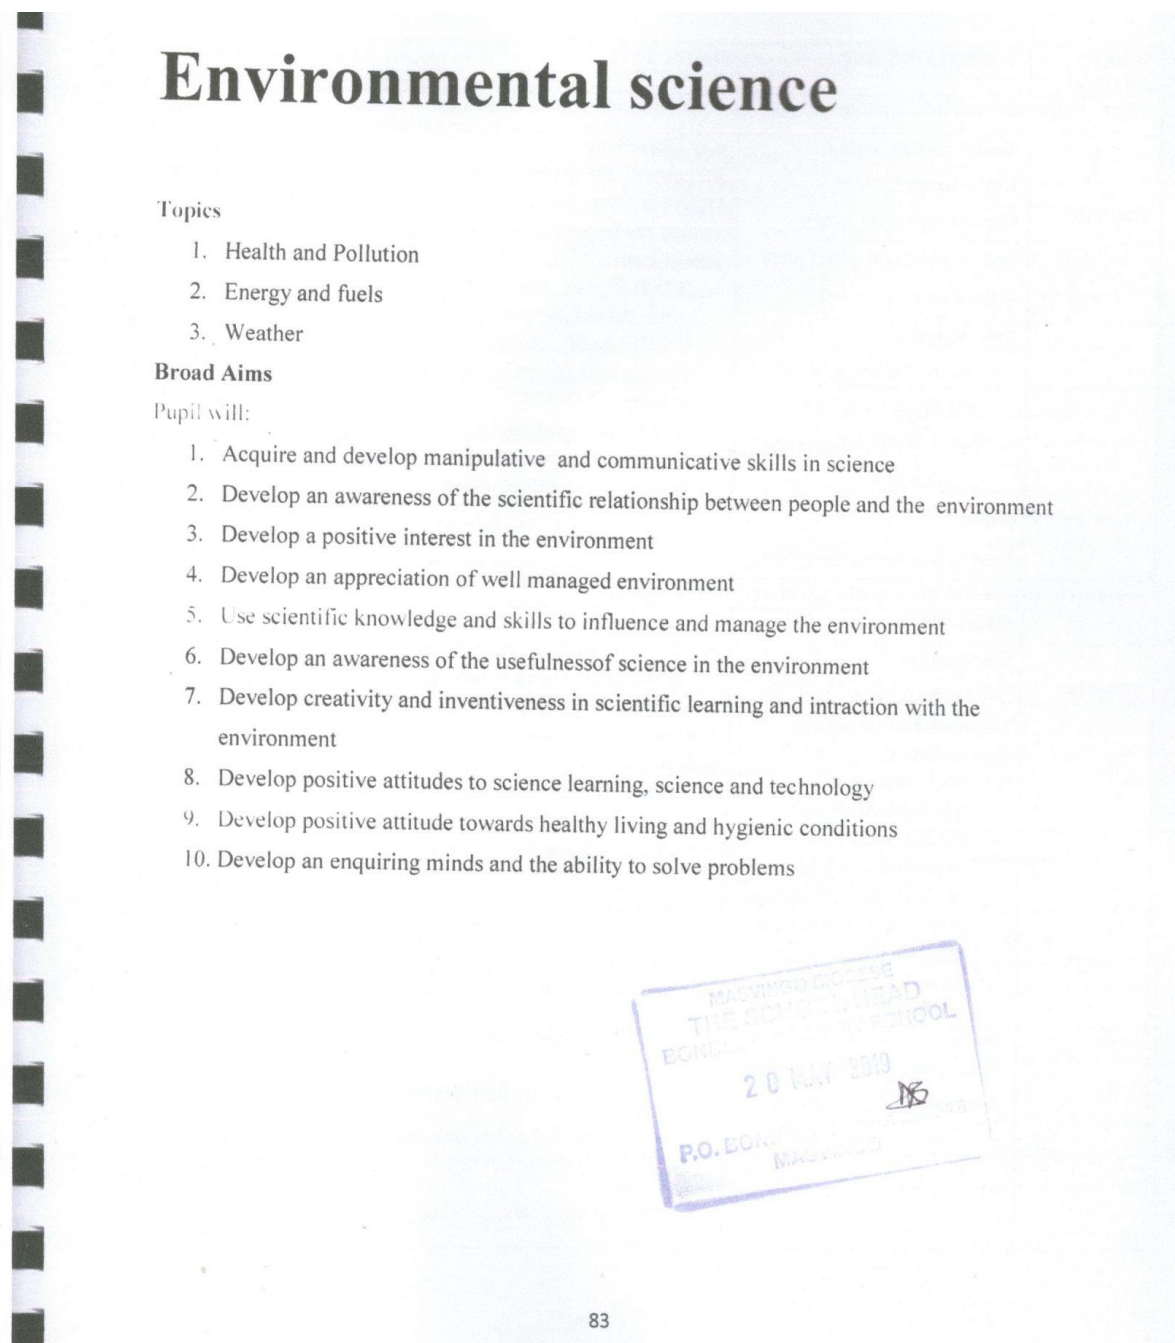 Environmental science
Topics
1. Health and Pollution
2. Energy and fuels
3. Weather
Broad Aims
Pupil will:
1. Acquire and develop manipulative and communicative skills in science
2. Develop an awareness of the scientific relationship between people and the environment
3. Develop a positive interest in the environment
4. Develop an appreciation of well managed environment
5. Use scientific knowledge and skills to influence and manage the environment
6. Develop an awareness of the usefulnessof science in the environment
7. Develop creativity and inventiveness in scientific learning and intraction with the
environment
8. Develop positive attitudes to science learning, science and technology
9. Develop positive attitude towards healthy living and hygienic conditions
10. Develop an enquiring minds and the ability to solve problems
MASVINGO DIOCESE
THE SCHOOL HEAD
SCHOOL
20 MAY 2019
P.O.
MASVINGO
83